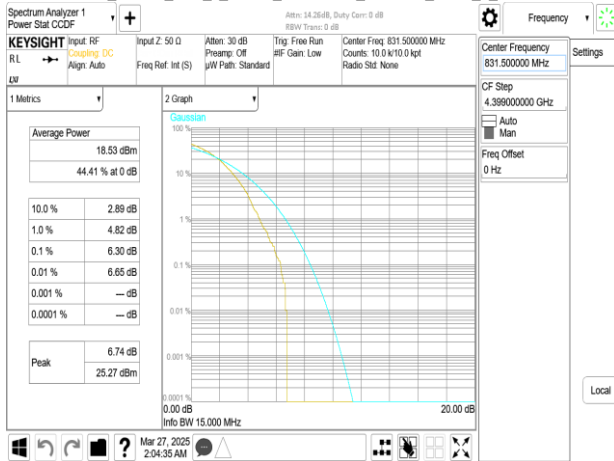 Spectrum Analyzer 1
Power Stat CCDF
Attn: 14.26dB, Duty Corr: 0 dB
RBW Trans: 0 dB
Frequency
KEYSIGHT
RL
LXI
Input: RF
Coupling: DC
Align: Auto
Input Z: 50 Ω
Freq Ref: Int (S)
Atten: 30 dB
Preamp: Off
µW Path: Standard
Trig: Free Run
#IF Gain: Low
Center Freq: 831.500000 MHz
Counts: 10.0 k/10.0 kpt
Radio Std: None
Center Frequency
831.500000 MHz
Settings
CF Step
4.399000000 GHz
Auto
Man
Freq Offset
0 Hz
Local
1 Metrics
Average Power
18.53 dBm
44.41 % at 0 dB
10.0 % 2.89 dB
1.0 % 4.82 dB
0.1 % 6.30 dB
0.01 % 6.65 dB
0.001 % --- dB
0.0001 % --- dB
Peak
6.74 dB
25.27 dBm
2 Graph
Gaussian
100 %
10 %
1 %
0.1 %
0.01 %
0.001 %
0.0001 %
0.00 dB 20.00 dB
Info BW 15.000 MHz
Mar 27, 2025
2:04:35 AM